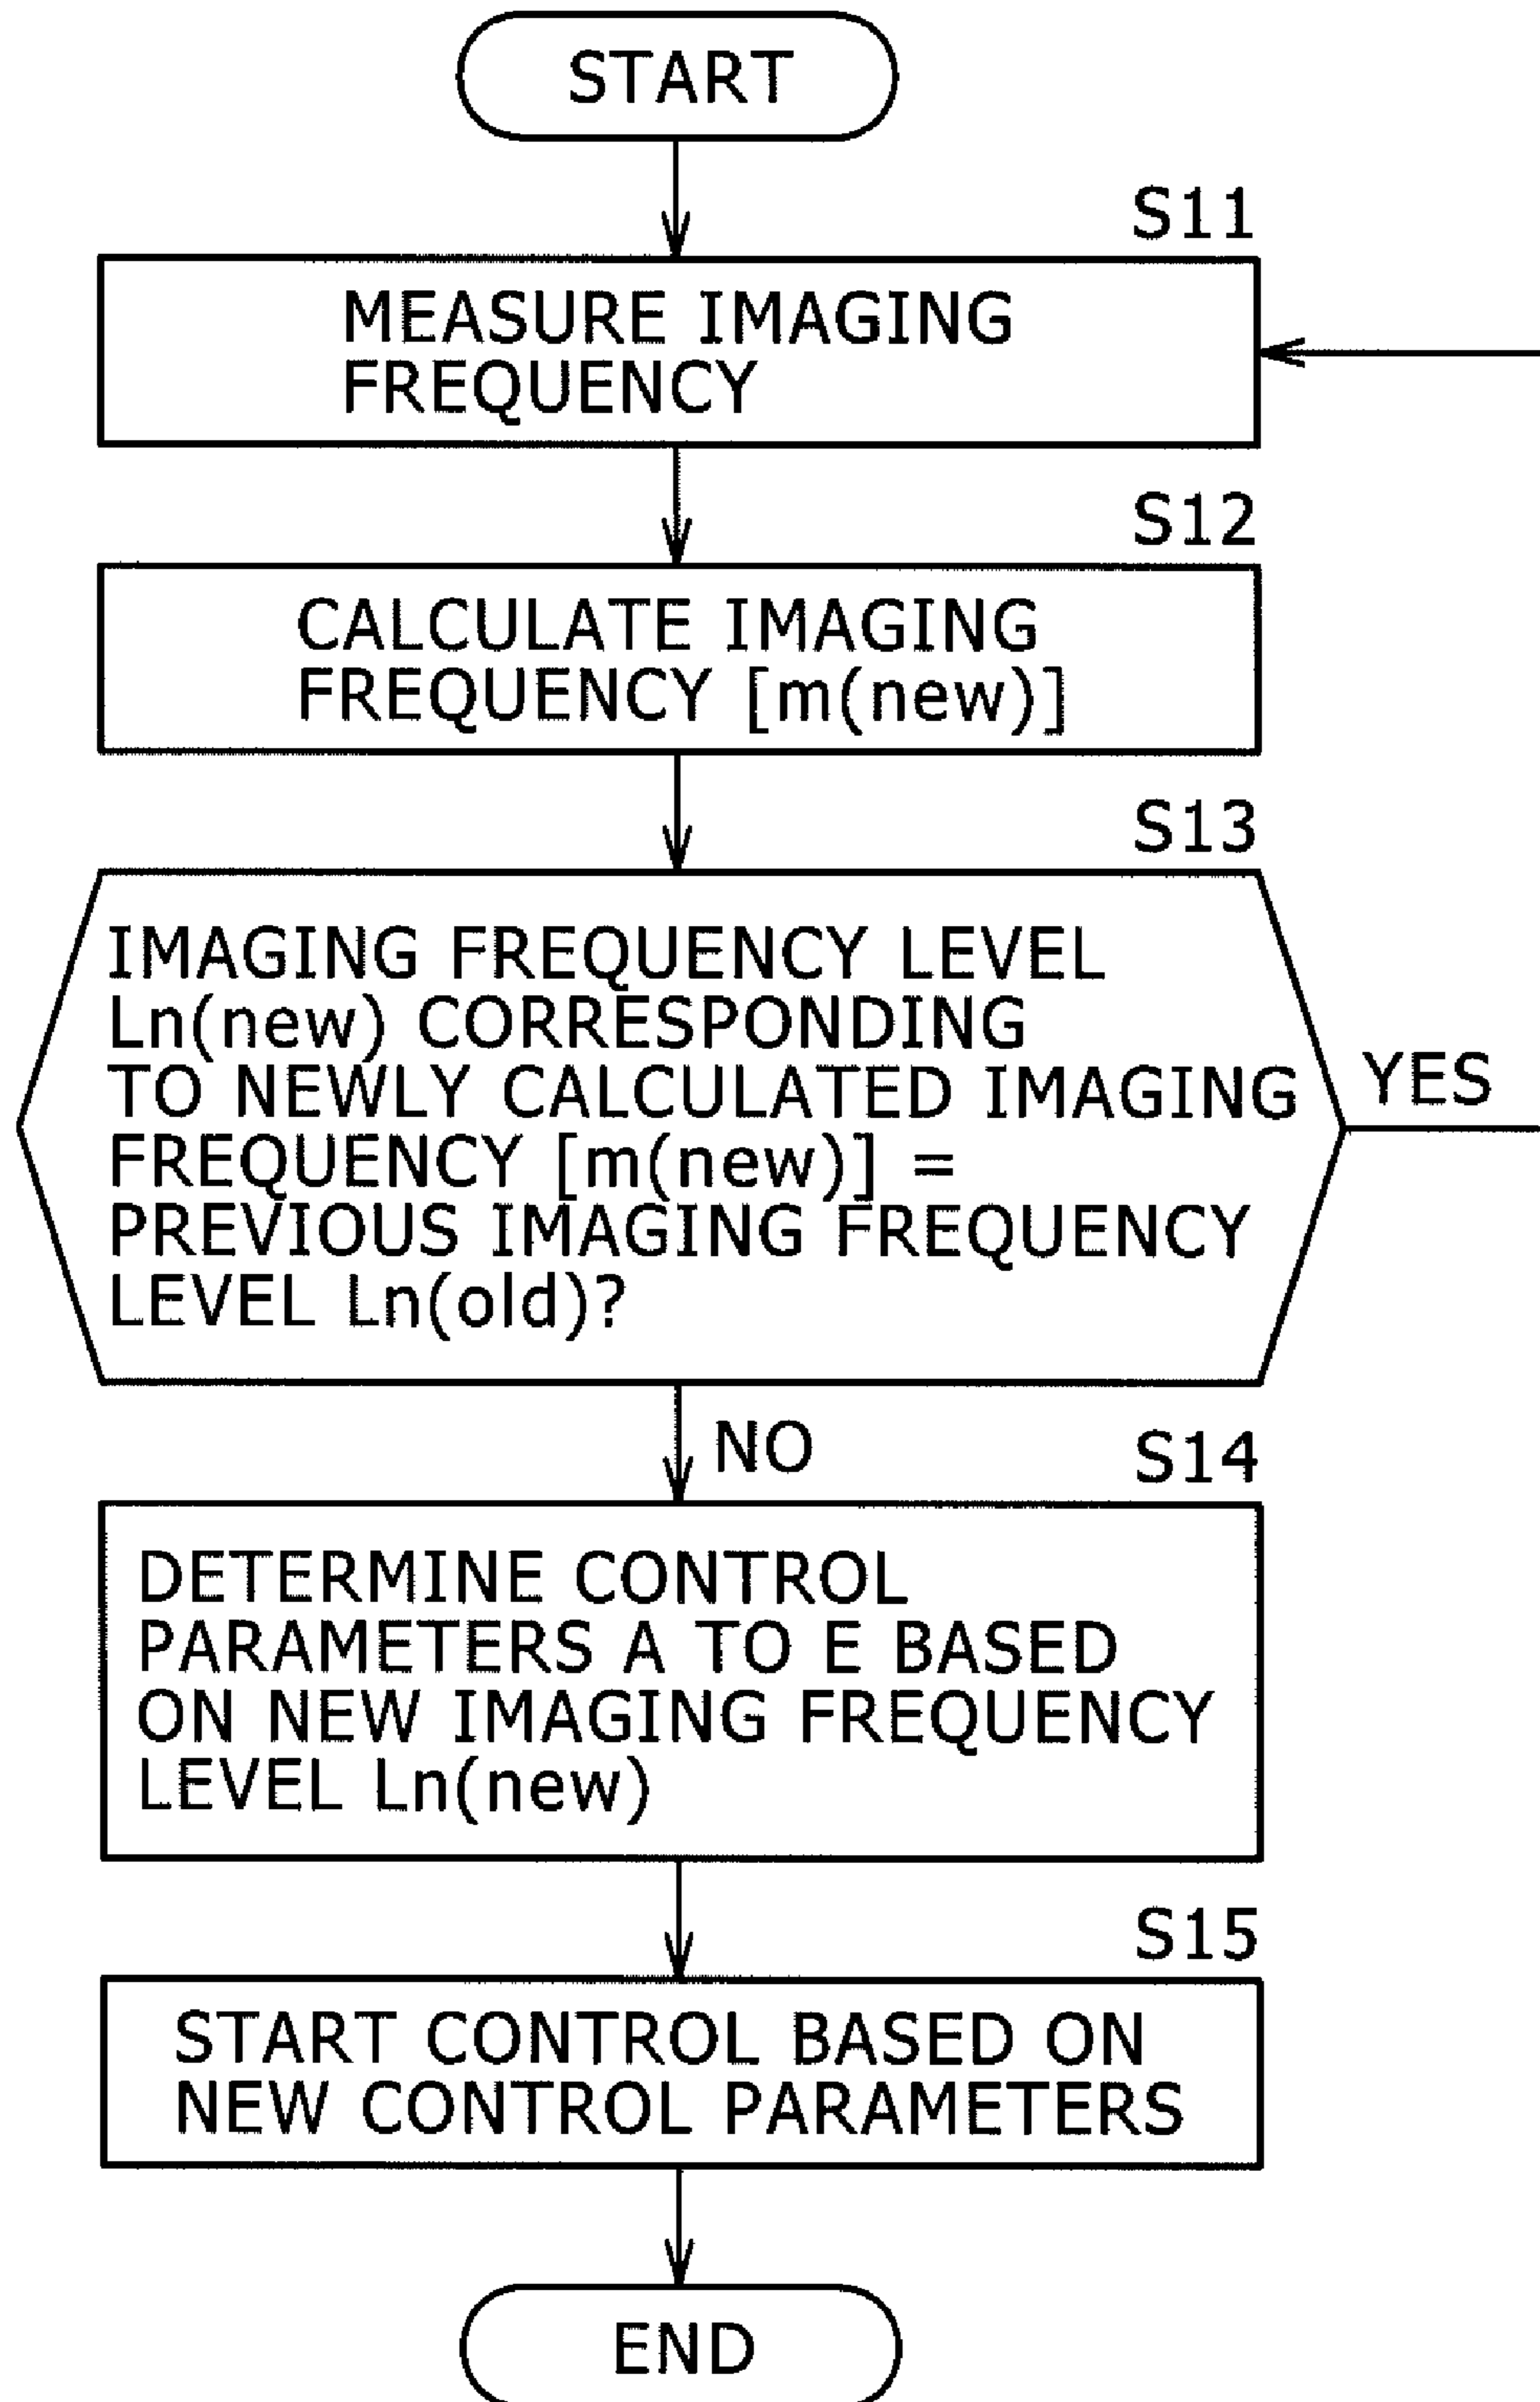 START
S11
MEASURE IMAGING
FREQUENCY
S12
CALCULATE IMAGING
FREQUENCY [m(new)]
S13
IMAGING FREQUENCY LEVEL
Ln(new) CORRESPONDING
TO NEWLY CALCULATED IMAGING
FREQUENCY [m(new)] =
PREVIOUS IMAGING FREQUENCY
LEVEL Ln(old)?
YES
NO
S14
DETERMINE CONTROL
PARAMETERS A TO E BASED
ON NEW IMAGING FREQUENCY
LEVEL Ln(new)
S15
START CONTROL BASED ON
NEW CONTROL PARAMETERS
END